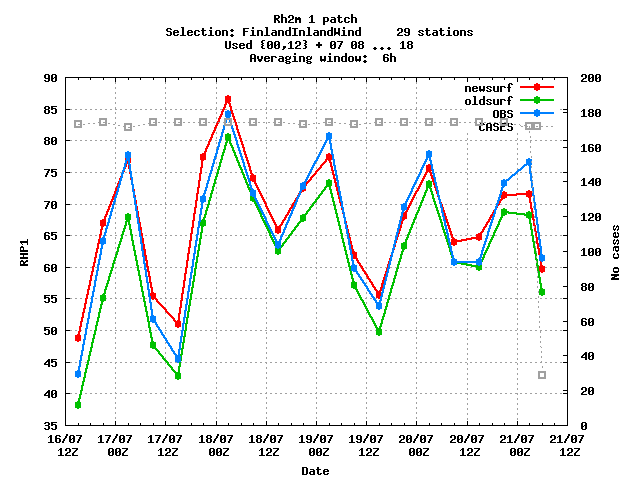 Rh2m 1 patch
Selection: FinlandInlandWind 29 stations
Used {00,12} + 07 08 ... 18
Averaging window: 6h
newsurf
oldsurf
OBS
CASES
90
85
80
75
70
65
60
55
50
45
40
35
RHP1
200
180
160
140
120
100
80
60
40
20
0
No cases
16/07 17/07 17/07 18/07 18/07 19/07 19/07 20/07 20/07 21/07 21/07
12Z 00Z 12Z 00Z 12Z 00Z 12Z 00Z 12Z 00Z 12Z
Date